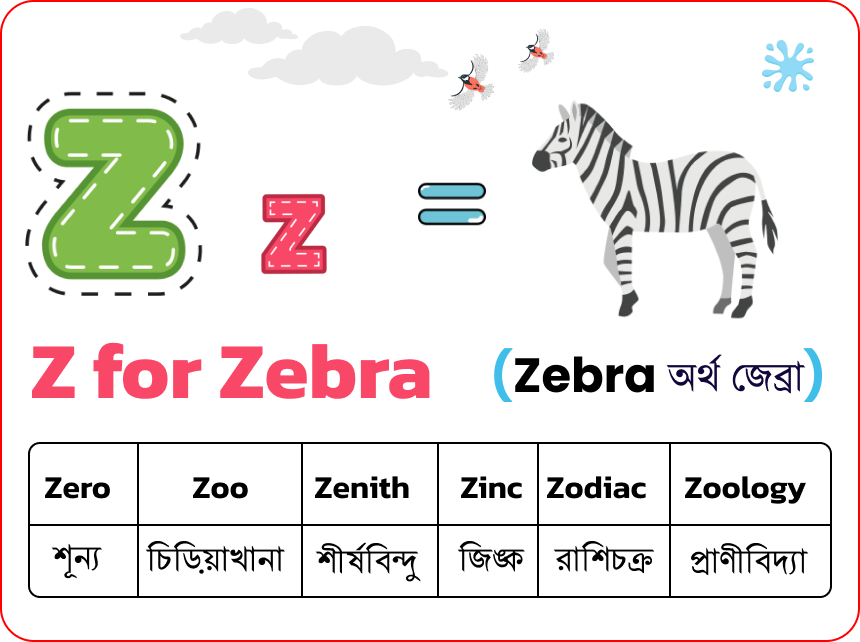 Z z =
Z for Zebra
(Zebra অর্থ জেব্রা)
Zero Zoo Zenith Zinc Zodiac Zoology
শূন্য চিড়িয়াখানা শীর্ষবিন্দু জিঙ্ক রাশিচক্র প্রাণীবিদ্যা